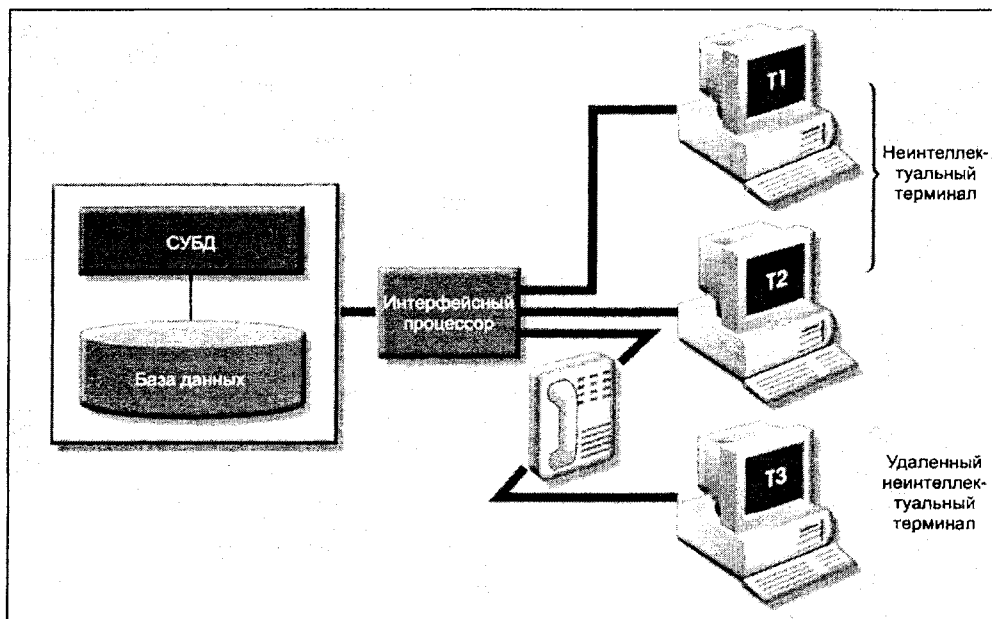 T1
Неинтеллек-
туальный
терминал
СУБД
T2
Интерфейсный
процессор
База данных
T3
Удаленный
неинтеллек-
туальный
терминал